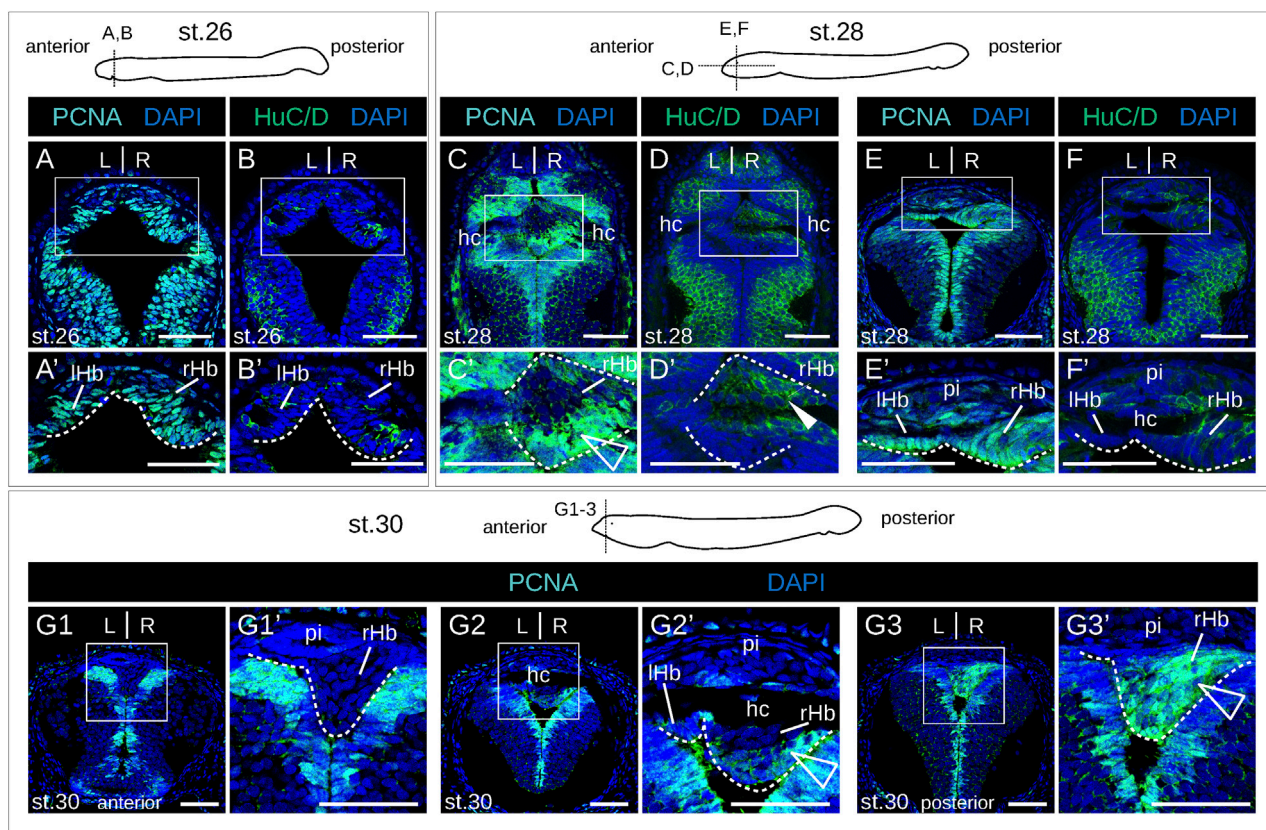 A,B
st.26
anterior
posterior
PCNA DAPI
HuC/D DAPI
A
L | R
st.26
B
L | R
st.26
A'
lHb
rHb
B'
lHb
rHb
E,F
st.28
anterior
posterior
C,D
PCNA DAPI
HuC/D DAPI
PCNA DAPI
HuC/D DAPI
C
L | R
hc
hc
st.28
D
L | R
hc
st.28
E
L | R
st.28
F
L | R
st.28
C'
rHb
D'
rHb
E'
pi
lHb
rHb
F'
pi
lHb
hc
rHb
G1-3
st.30
anterior
posterior
PCNA DAPI
G1
L | R
st.30 anterior
G1'
pi
rHb
G2
L | R
hc
st.30
G2'
pi
lHb
hc
rHb
G3
L | R
st.30 posterior
G3'
pi
rHb